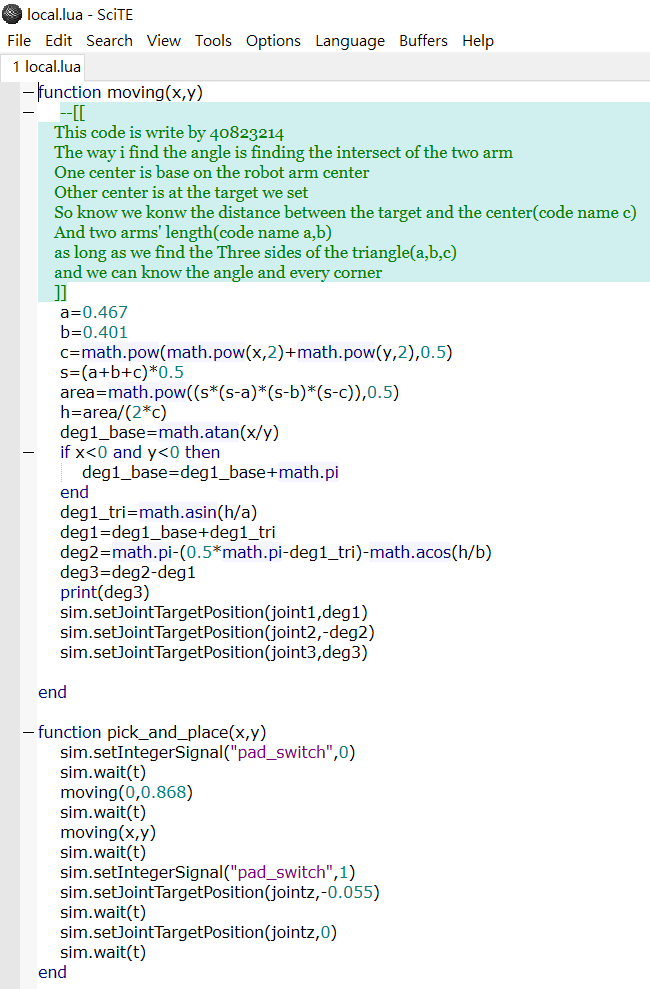 local.lua - SciTE
File Edit Search View Tools Options Language Buffers Help
1 local.lua
function moving(x,y)
--[[
This code is write by 40823214
The way i find the angle is finding the intersect of the two arm
One center is base on the robot arm center
Other center is at the target we set
So know we konw the distance between the target and the center(code name c)
And two arms' length(code name a,b)
as long as we find the Three sides of the triangle(a,b,c)
and we can know the angle and every corner
]]
a=0.467
b=0.401
c=math.pow(math.pow(x,2)+math.pow(y,2),0.5)
s=(a+b+c)*0.5
area=math.pow((s*(s-a)*(s-b)*(s-c)),0.5)
h=area/(2*c)
deg1_base=math.atan(x/y)
if x<0 and y<0 then
deg1_base=deg1_base+math.pi
end
deg1_tri=math.asin(h/a)
deg1=deg1_base+deg1_tri
deg2=math.pi-(0.5*math.pi-deg1_tri)-math.acos(h/b)
deg3=deg2-deg1
print(deg3)
sim.setJointTargetPosition(joint1,deg1)
sim.setJointTargetPosition(joint2,-deg2)
sim.setJointTargetPosition(joint3,deg3)
end
function pick_and_place(x,y)
sim.setIntegerSignal("pad_switch",0)
sim.wait(t)
moving(0,0.868)
sim.wait(t)
moving(x,y)
sim.wait(t)
sim.setIntegerSignal("pad_switch",1)
sim.setJointTargetPosition(jointz,-0.055)
sim.wait(t)
sim.setJointTargetPosition(jointz,0)
sim.wait(t)
end